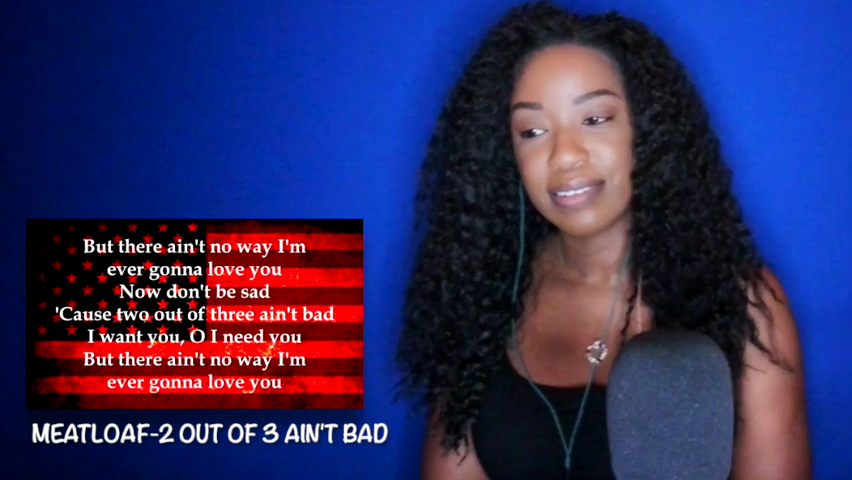 But there ain't no way I'm
ever gonna love you
Now don't be sad
'Cause two out of three ain't bad
I want you, O I need you
But there ain't no way I'm
ever gonna love you
MEATLOAF-2 OUT OF 3 AIN'T BAD